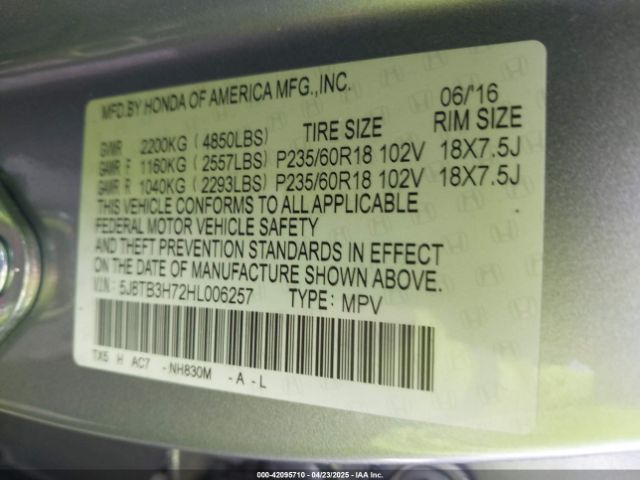 MFD.BY HONDA OF AMERICA MFG.,INC. 06/'16
GVWR 2200KG ( 4850LBS) TIRE SIZE RIM SIZE
GAWR F 1160KG ( 2557LBS) P235/60R18 102V 18X7.5J
GAWR R 1040KG ( 2293LBS) P235/60R18 102V 18X7.5J
THIS VEHICLE CONFORMS TO ALL APPLICABLE
FEDERAL MOTOR VEHICLE SAFETY
AND THEFT PREVENTION STANDARDS IN EFFECT
ON THE DATE OF MANUFACTURE SHOWN ABOVE.
VIN: 5J8TB3H72HL006257 TYPE: MPV
TX5 H AC7 -NH830M -A-L
000-42095710 | 04/23/2025 | IAA Inc.